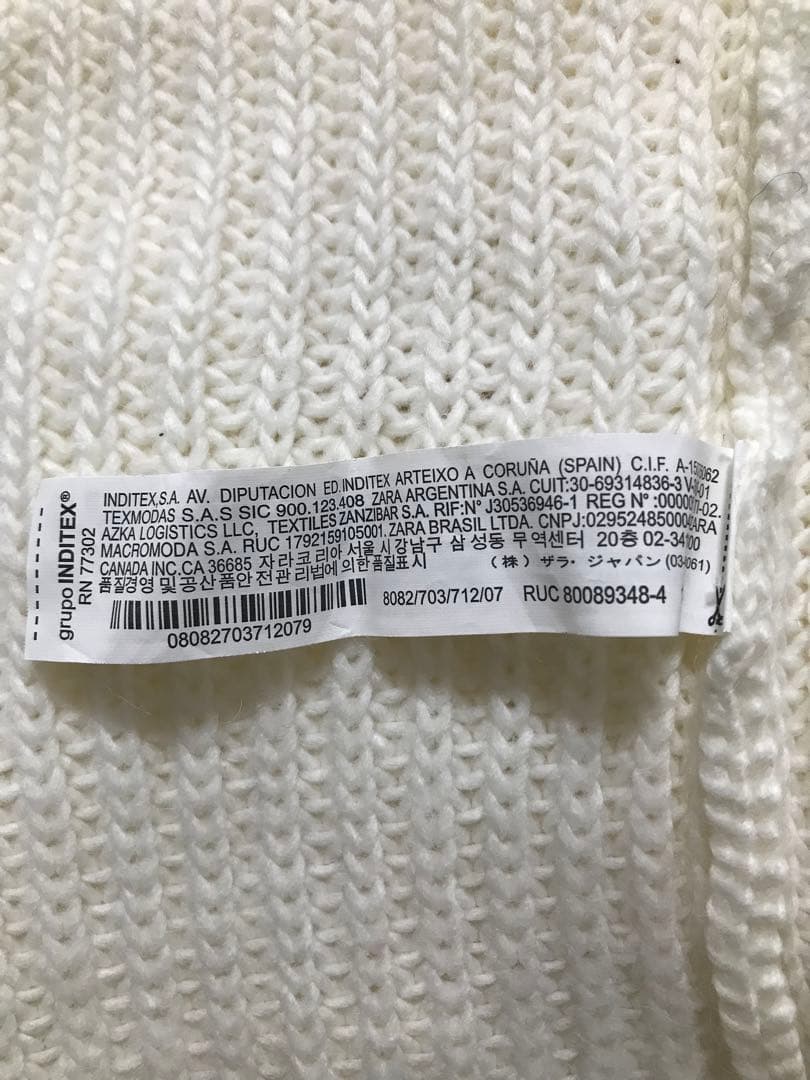 grupo INDITEX®
RN 77302
INDITEX,S.A. AV. DIPUTACION ED.INDITEX ARTEIXO A CORUÑA (SPAIN) C.I.F.
TEXMODAS S.A.S SIC 900.123.408 ZARA ARGENTINA S.A. CUIT:30-69314836-3
AZKA LOGISTICS LLC, TEXTILES ZANZIBAR S.A. RIF:N° J30536946-1 REG N°
MACROMODA S.A. RUC 1792159105001.ZARA BRASIL LTDA.
CANADA INC.CA 36685 자라코리아 서울 시 강남구 삼 성동 무역센터 20층
품질경영 및 공산품안 전관리법에 의한품질표시 (株) ザラ・ジャパン
08082703712079
8082/703/712/07 RUC 80089348-4